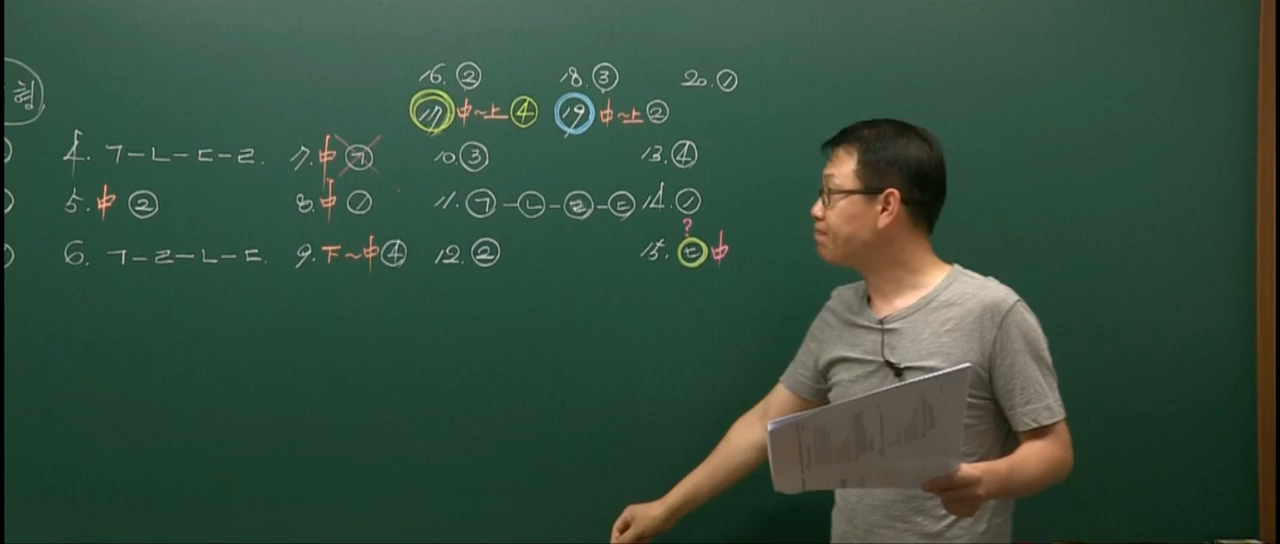 형
16. ② 18. ③ 20. ①
17 中~上 ④ 19 中~上 ②
4. ㄱ-ㄴ-ㄷ-ㄹ. 7. 中 ㉠ 10. ③ 13. ④
5. 中 ② 8. 中 ① 11. ㉠-㉡-㉣-㉢ 14. ①
?
6. ㄱ-ㄹ-ㄴ-ㄷ. 9. 下~中 ④ 12. ② 15. ㉢ 中